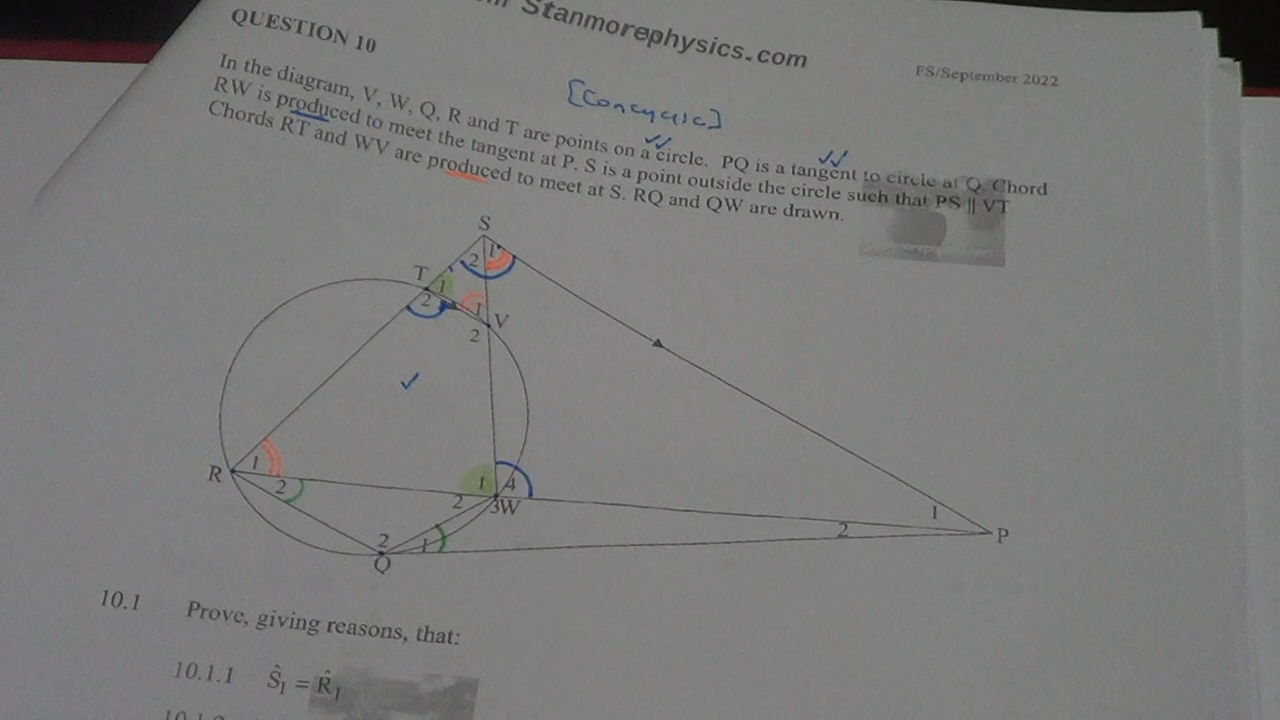 Stanmorephysics.com
FS/September 2022
QUESTION 10
[Concyclic]
In the diagram, V, W, Q, R and T are points on a circle. PQ is a tangent to circle at Q. Chord
RW is produced to meet the tangent at P. S is a point outside the circle such that PS || VT
Chords RT and WV are produced to meet at S. RQ and QW are drawn.
S
2 1
T
1
2
1
V
2
R
1
2
1
4
2
3W
1
2
P
2
1
Q
10.1 Prove, giving reasons, that:
10.1.1 Ŝ₁ = R̂₁